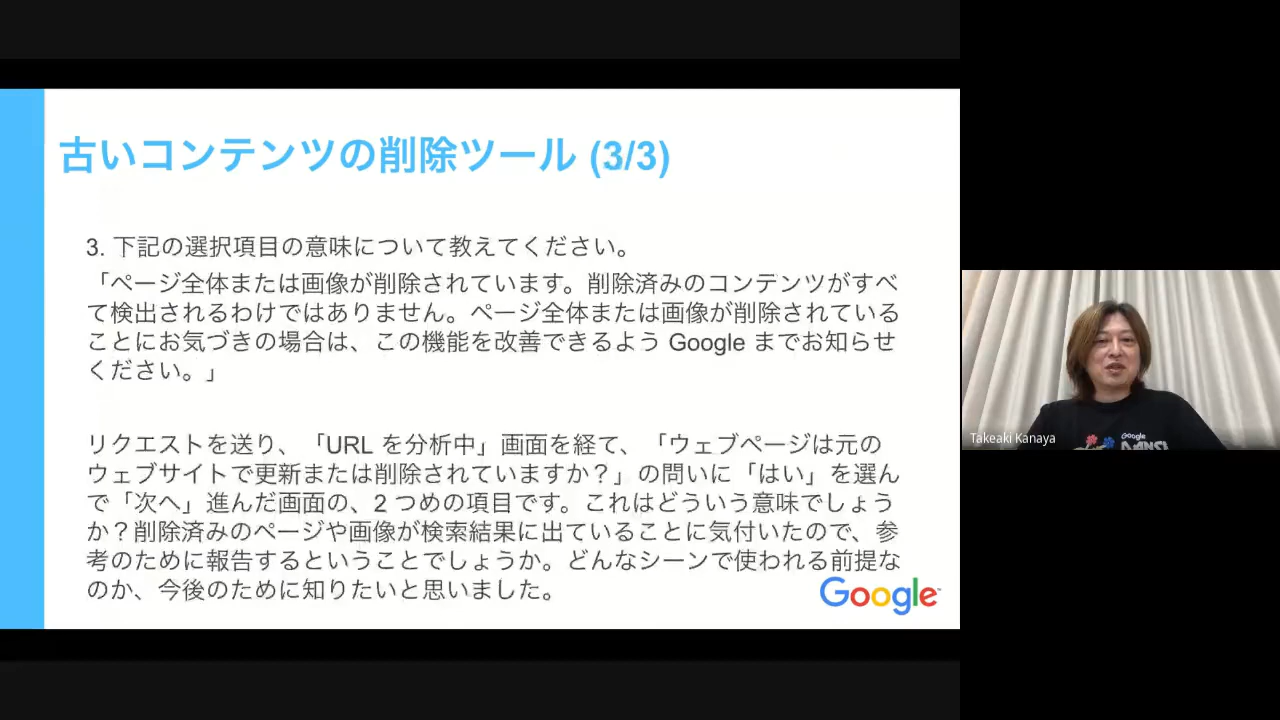 古いコンテンツの削除ツール (3/3)
3. 下記の選択項目の意味について教えてください。
「ページ全体または画像が削除されています。削除済みのコンテンツがすべ
て検出されるわけではありません。ページ全体または画像が削除されている
ことにお気づきの場合は、この機能を改善できるよう Google までお知らせ
ください。」
リクエストを送り、「URL を分析中」画面を経て、「ウェブページは元の
ウェブサイトで更新または削除されていますか？」の問いに「はい」を選ん
で「次へ」進んだ画面の、2 つめの項目です。これはどういう意味でしょう
か？削除済みのページや画像が検索結果に出ていることに気付いたので、参
考のために報告するということでしょうか。どんなシーンで使われる前提な
のか、今後のために知りたいと思いました。
Google
Takeaki Kanaya
Google